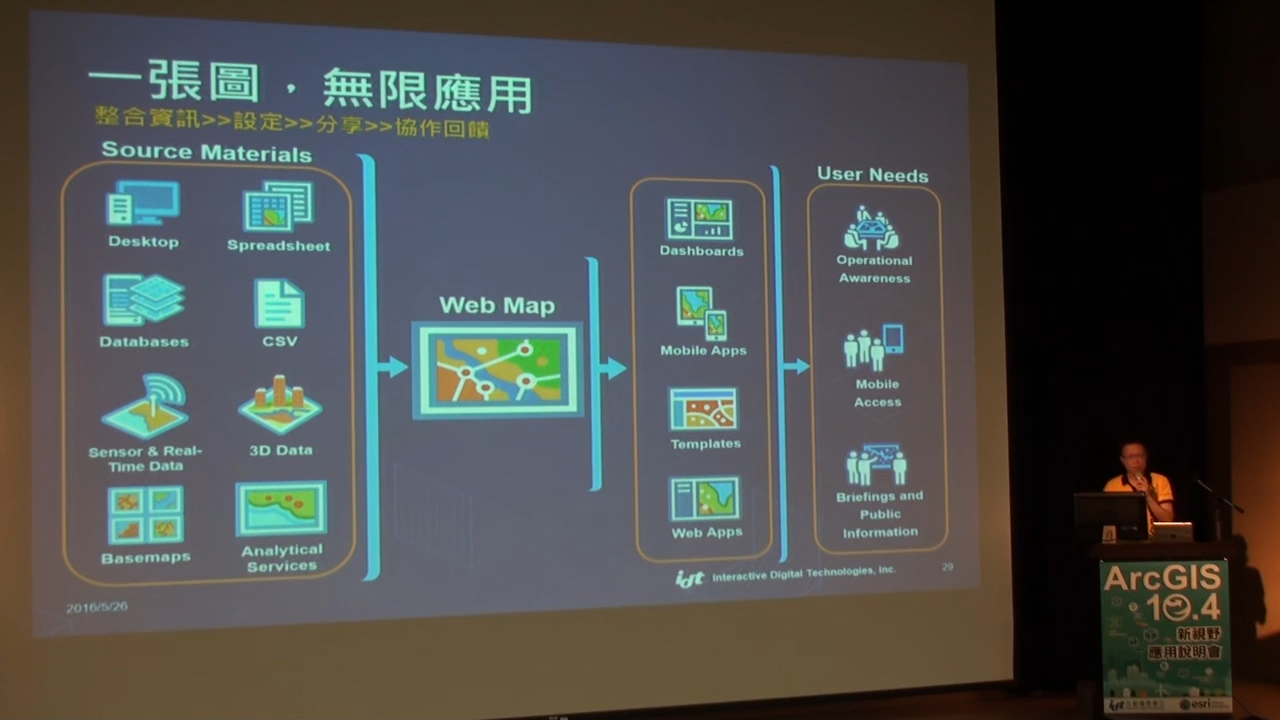 一張圖，無限應用
整合資訊>>設定>>分享>>協作回饋
Source Materials
Desktop
Spreadsheet
Databases
CSV
Sensor & Real-
Time Data
3D Data
Basemaps
Analytical
Services
Web Map
Dashboards
Mobile Apps
Templates
Web Apps
User Needs
Operational
Awareness
Mobile
Access
Briefings and
Public
Information
2016/5/26
idt Interactive Digital Technologies, Inc.
29
ArcGIS
10.4
新視野
應用說明會
idt
esri